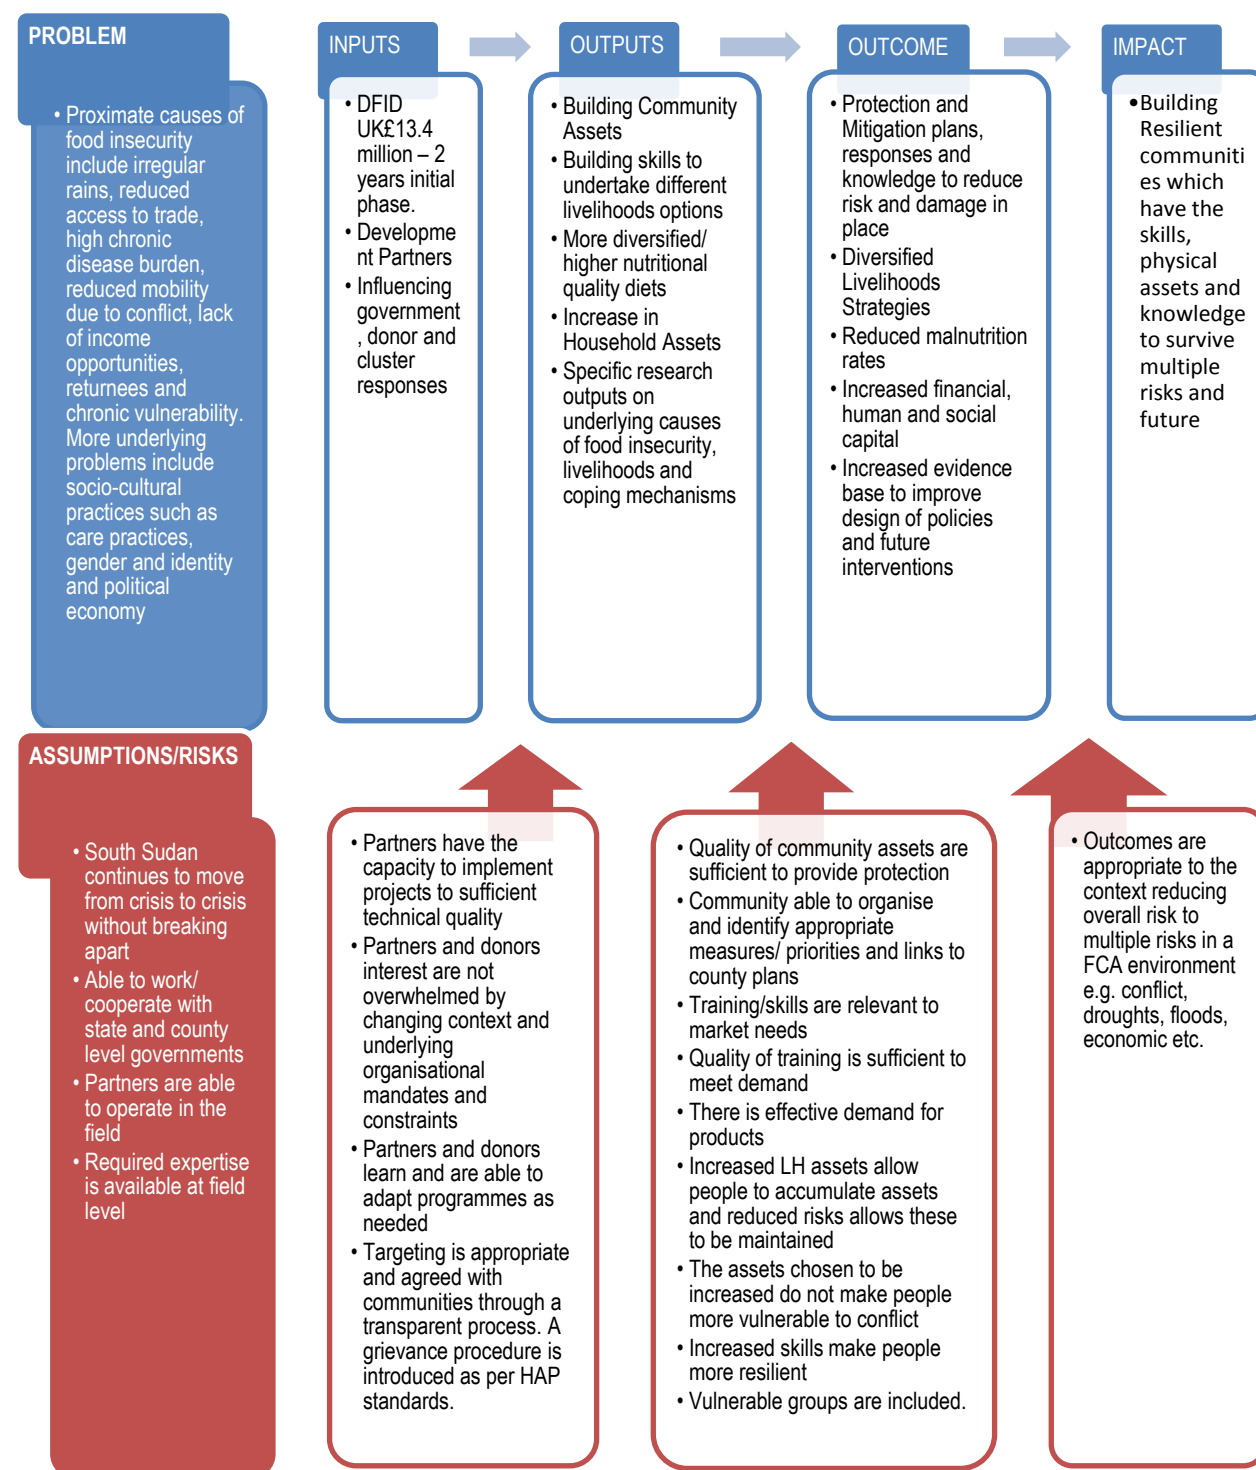 PROBLEM
• Proximate causes of
food insecurity
include irregular
rains, reduced
access to trade,
high chronic
disease burden,
reduced mobility
due to conflict, lack
of income
opportunities,
returnees and
chronic vulnerability.
More underlying
problems include
socio-cultural
practices such as
care practices,
gender and identity
and political
economy
INPUTS
• DFID
UK£13.4
million – 2
years initial
phase.
• Developme
nt Partners
• Influencing
government
, donor and
cluster
responses
OUTPUTS
• Building Community
Assets
• Building skills to
undertake different
livelihoods options
• More diversified/
higher nutritional
quality diets
• Increase in
Household Assets
• Specific research
outputs on
underlying causes
of food insecurity,
livelihoods and
coping mechanisms
OUTCOME
• Protection and
Mitigation plans,
responses and
knowledge to reduce
risk and damage in
place
• Diversified
Livelihoods
Strategies
• Reduced malnutrition
rates
• Increased financial,
human and social
capital
• Increased evidence
base to improve
design of policies
and future
interventions
IMPACT
•Building
Resilient
communiti
es which
have the
skills,
physical
assets and
knowledge
to survive
multiple
risks and
future
ASSUMPTIONS/RISKS
• South Sudan
continues to move
from crisis to crisis
without breaking
apart
• Able to work/
cooperate with
state and county
level governments
• Partners are able
to operate in the
field
• Required expertise
is available at field
level
• Partners have the
capacity to implement
projects to sufficient
technical quality
• Partners and donors
interest are not
overwhelmed by
changing context and
underlying
organisational
mandates and
constraints
• Partners and donors
learn and are able to
adapt programmes as
needed
• Targeting is appropriate
and agreed with
communities through a
transparent process. A
grievance procedure is
introduced as per HAP
standards.
• Quality of community assets are
sufficient to provide protection
• Community able to organise
and identify appropriate
measures/ priorities and links to
county plans
• Training/skills are relevant to
market needs
• Quality of training is sufficient to
meet demand
• There is effective demand for
products
• Increased LH assets allow
people to accumulate assets
and reduced risks allows these
to be maintained
• The assets chosen to be
increased do not make people
more vulnerable to conflict
• Increased skills make people
more resilient
• Vulnerable groups are included.
• Outcomes are
appropriate to the
context reducing
overall risk to
multiple risks in a
FCA environment
e.g. conflict,
droughts, floods,
economic etc.